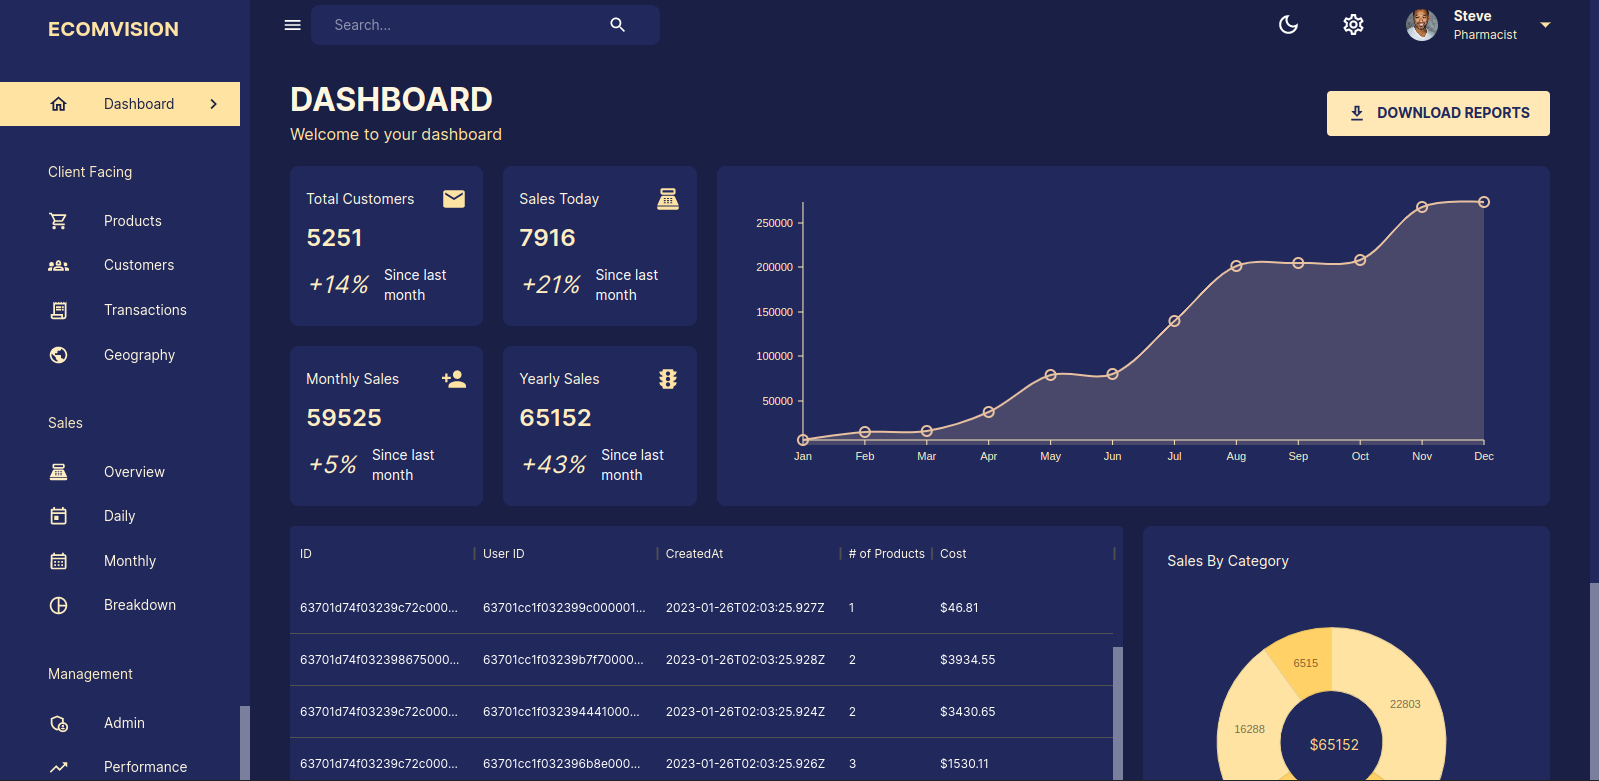 ECOMVISION
Search...
Steve
Pharmacist
Dashboard
Client Facing
Products
Customers
Transactions
Geography
Sales
Overview
Daily
Monthly
Breakdown
Management
Admin
Performance
DASHBOARD
Welcome to your dashboard
DOWNLOAD REPORTS
Total Customers
5251
+14% Since last
month
Sales Today
7916
+21% Since last
month
Monthly Sales
59525
+5% Since last
month
Yearly Sales
65152
+43% Since last
month
250000
200000
150000
100000
50000
Jan Feb Mar Apr May Jun Jul Aug Sep Oct Nov Dec
ID User ID CreatedAt # of Products Cost
63701d74f03239c72c000... 63701cc1f032399c000001... 2023-01-26T02:03:25.927Z 1 $46.81
63701d74f032398675000... 63701cc1f03239b7f70000... 2023-01-26T02:03:25.928Z 2 $3934.55
63701d74f03239c72c000... 63701cc1f032394441000... 2023-01-26T02:03:25.924Z 2 $3430.65
63701d74f03239c72c000... 63701cc1f032396b8e000... 2023-01-26T02:03:25.926Z 3 $1530.11
Sales By Category
6515
22803
16288
$65152